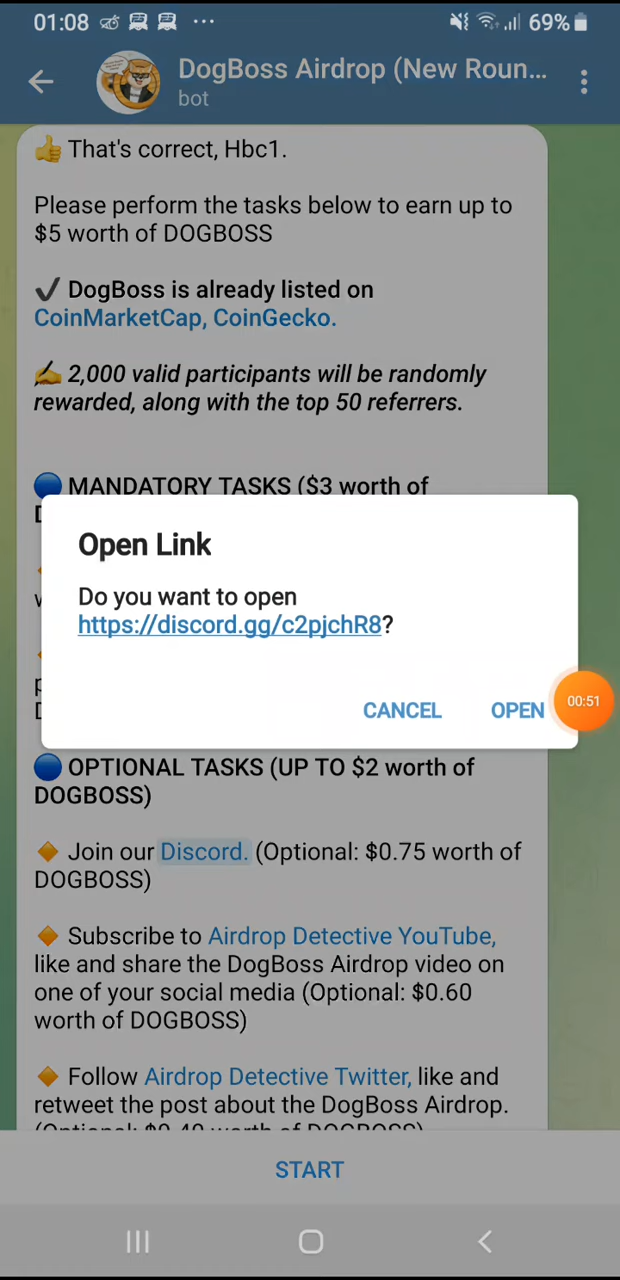 01:08
69%
DogBoss Airdrop (New Roun...
bot
👍 That's correct, Hbc1.
Please perform the tasks below to earn up to
$5 worth of DOGBOSS
✔ DogBoss is already listed on
CoinMarketCap, CoinGecko.
✍ 2,000 valid participants will be randomly
rewarded, along with the top 50 referrers.
🔵 MANDATORY TASKS ($3 worth of
Open Link
Do you want to open
https://discord.gg/c2pjchR8?
CANCEL
OPEN
00:51
🔵 OPTIONAL TASKS (UP TO $2 worth of
DOGBOSS)
🔸 Join our Discord. (Optional: $0.75 worth of
DOGBOSS)
🔸 Subscribe to Airdrop Detective YouTube,
like and share the DogBoss Airdrop video on
one of your social media (Optional: $0.60
worth of DOGBOSS)
🔸 Follow Airdrop Detective Twitter, like and
retweet the post about the DogBoss Airdrop.
(Optional: $0.40 worth of DOGBOSS)
START